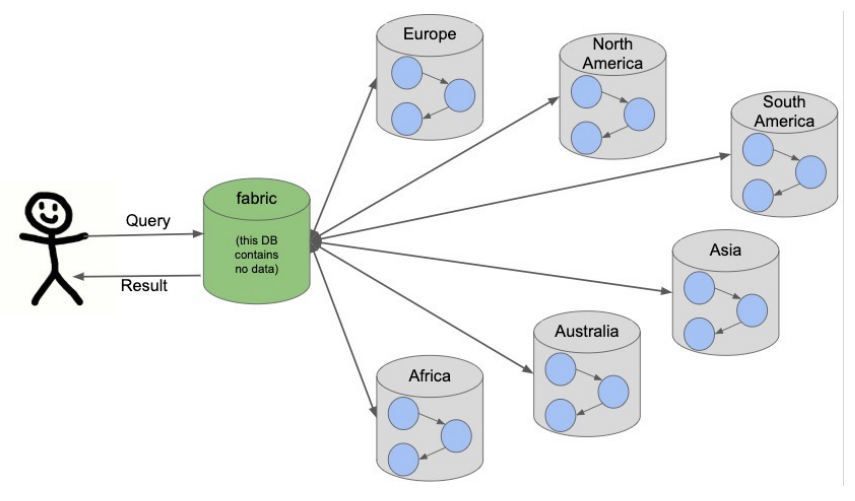 Europe
North
America
South
America
fabric
(this DB
contains
no data)
Query
Result
Asia
Australia
Africa